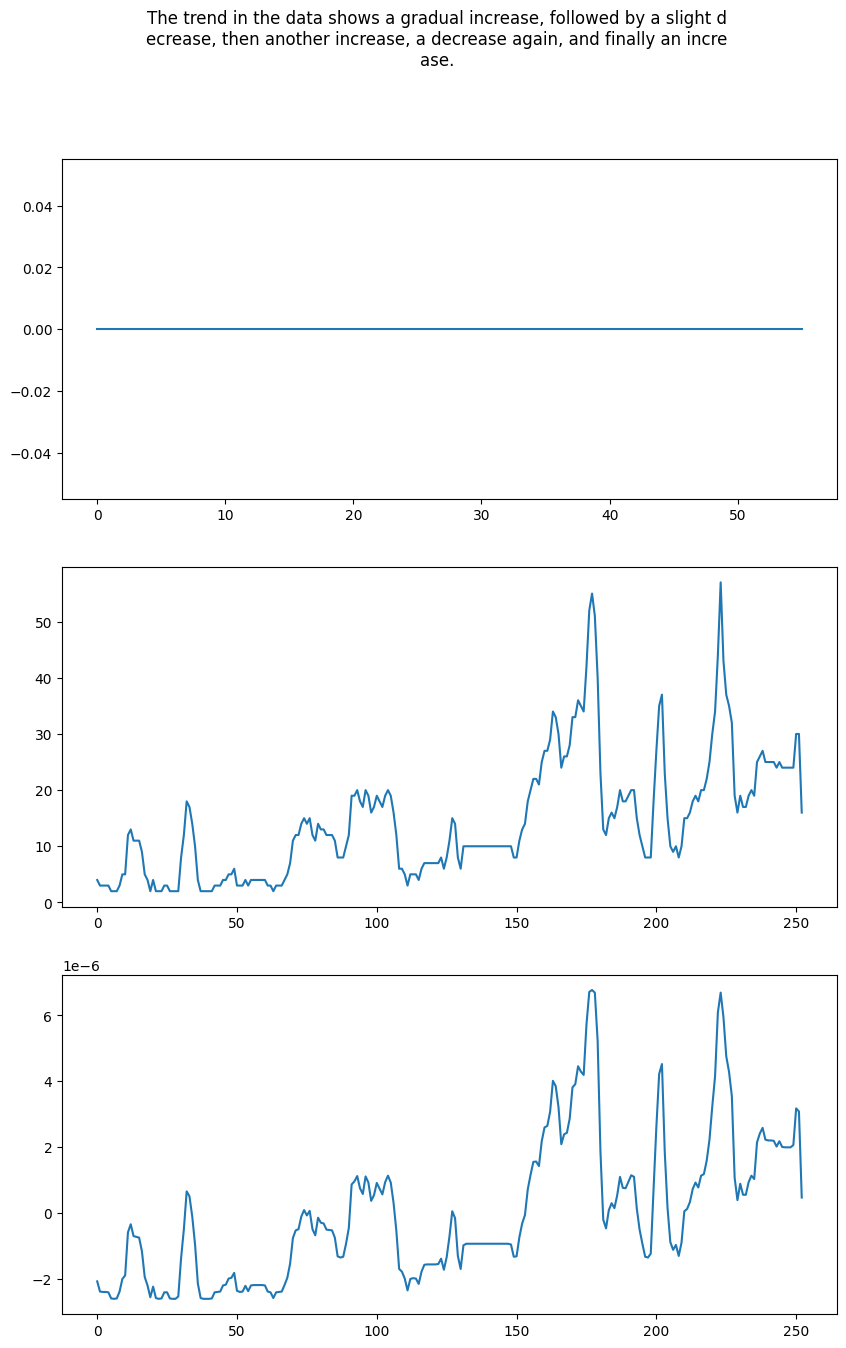 The trend in the data shows a gradual increase, followed by a slight d
ecrease, then another increase, a decrease again, and finally an incre
ase.
0.04
0.02
0.00
−0.02
−0.04
0 10 20 30 40 50
50
40
30
20
10
0
0 50 100 150 200 250
1e−6
6
4
2
0
−2
0 50 100 150 200 250